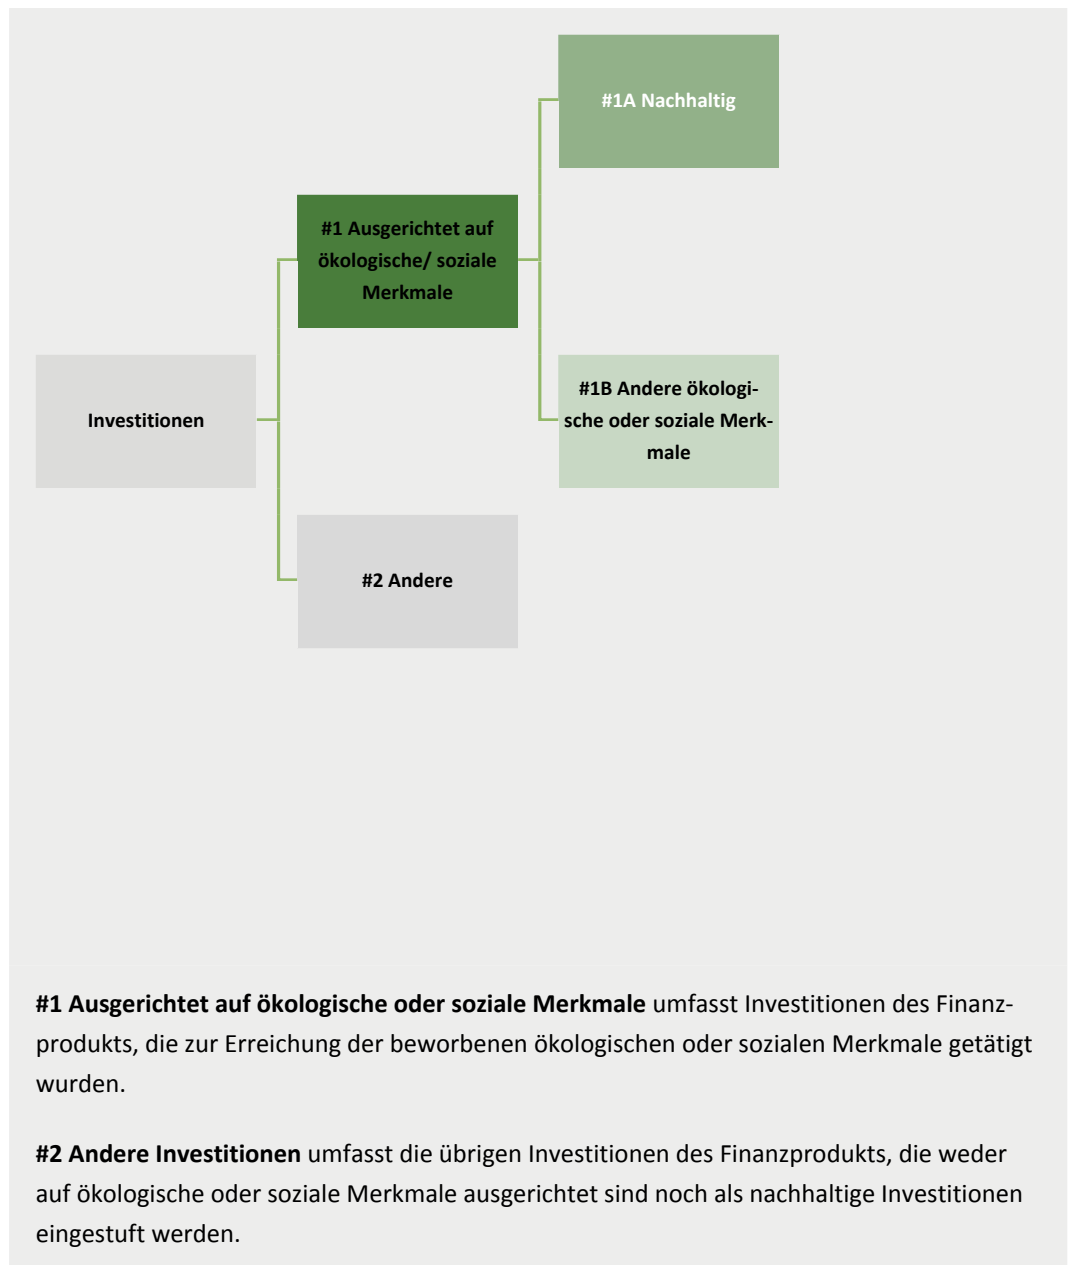 #1A Nachhaltig
#1 Ausgerichtet auf
ökologische/ soziale
Merkmale
Investitionen
#1B Andere ökologi-
sche oder soziale Merk-
male
#2 Andere
#1 Ausgerichtet auf ökologische oder soziale Merkmale umfasst Investitionen des Finanz-
produkts, die zur Erreichung der beworbenen ökologischen oder sozialen Merkmale getätigt
wurden.
#2 Andere Investitionen umfasst die übrigen Investitionen des Finanzprodukts, die weder
auf ökologische oder soziale Merkmale ausgerichtet sind noch als nachhaltige Investitionen
eingestuft werden.